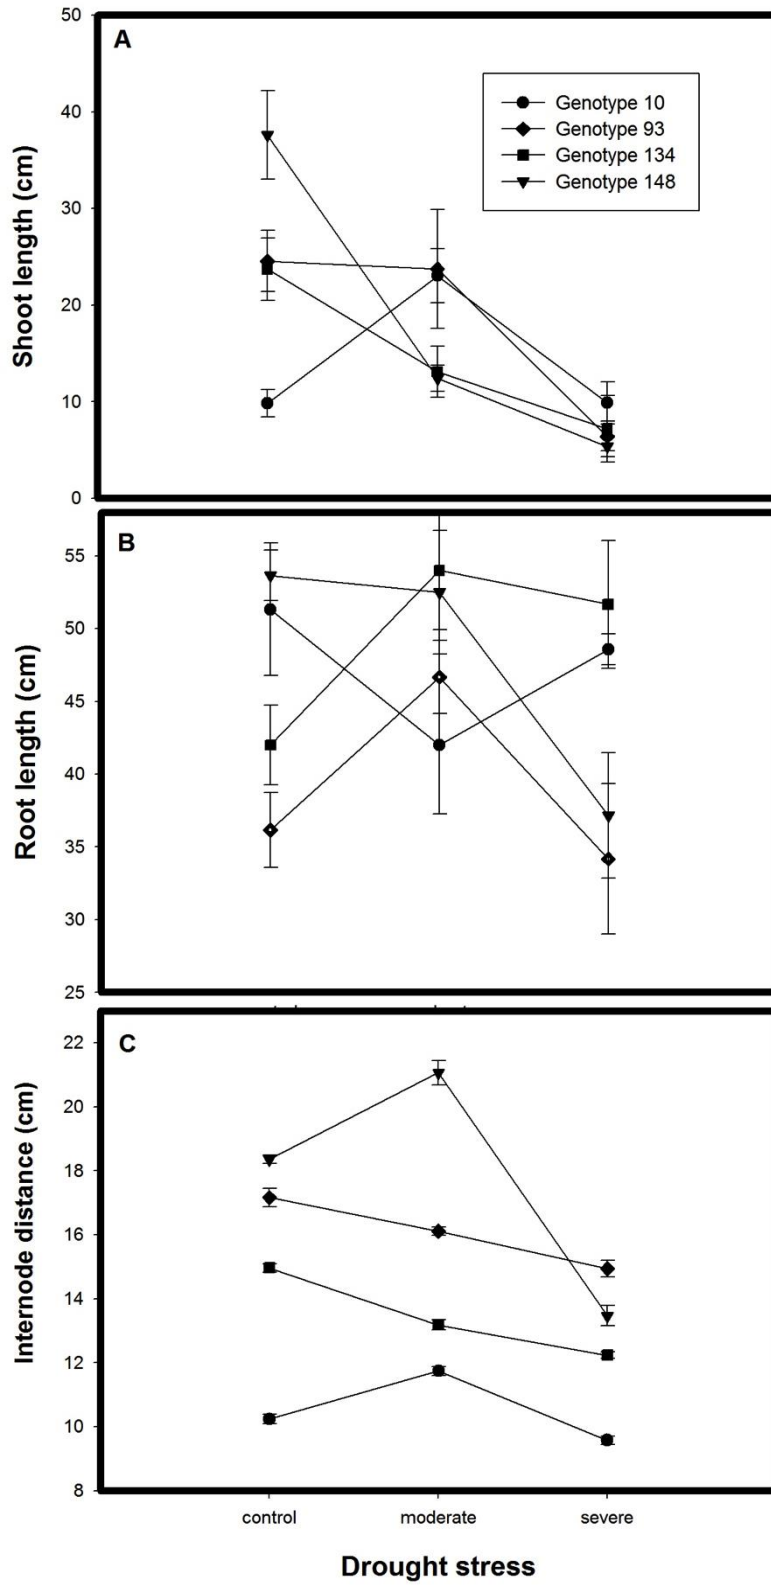 A
50
40
30
20
10
0
Shoot length (cm)
Genotype 10
Genotype 93
Genotype 134
Genotype 148
B
55
50
45
40
35
30
25
Root length (cm)
C
22
20
18
16
14
12
10
8
Internode distance (cm)
control moderate severe
Drought stress